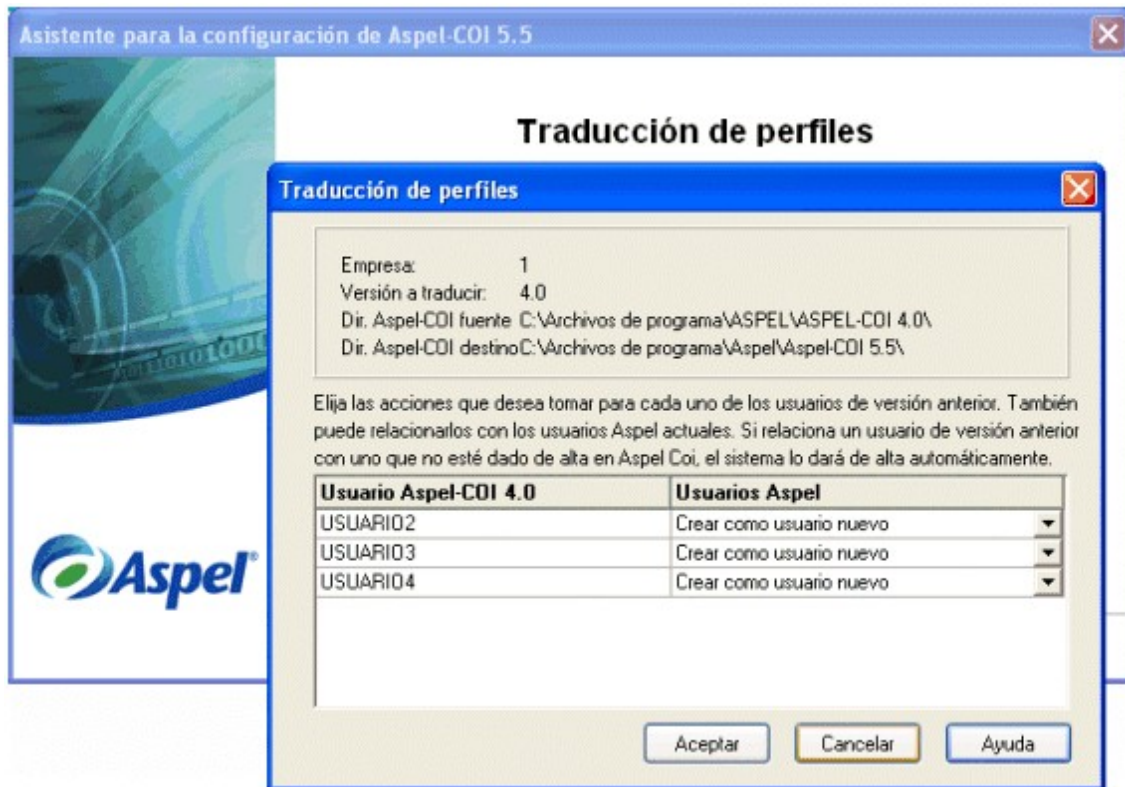 Asistente para la configuración de Aspel-COI 5.5
Traducción de perfiles
Traducción de perfiles
Empresa: 1
Versión a traducir: 4.0
Dir. Aspel-COI fuente C:\Archivos de programa\ASPEL\ASPEL-COI 4.0\
Dir. Aspel-COI destinoC:\Archivos de programa\Aspel\Aspel-COI 5.5\
Elija las acciones que desea tomar para cada uno de los usuarios de versión anterior. También
puede relacionarlos con los usuarios Aspel actuales. Si relaciona un usuario de versión anterior
con uno que no esté dado de alta en Aspel Coi, el sistema lo dará de alta automáticamente.
Usuario Aspel-COI 4.0 Usuarios Aspel
USUARIO2 Crear como usuario nuevo
USUARIO3 Crear como usuario nuevo
USUARIO4 Crear como usuario nuevo
Aspel®
Aceptar Cancelar Ayuda